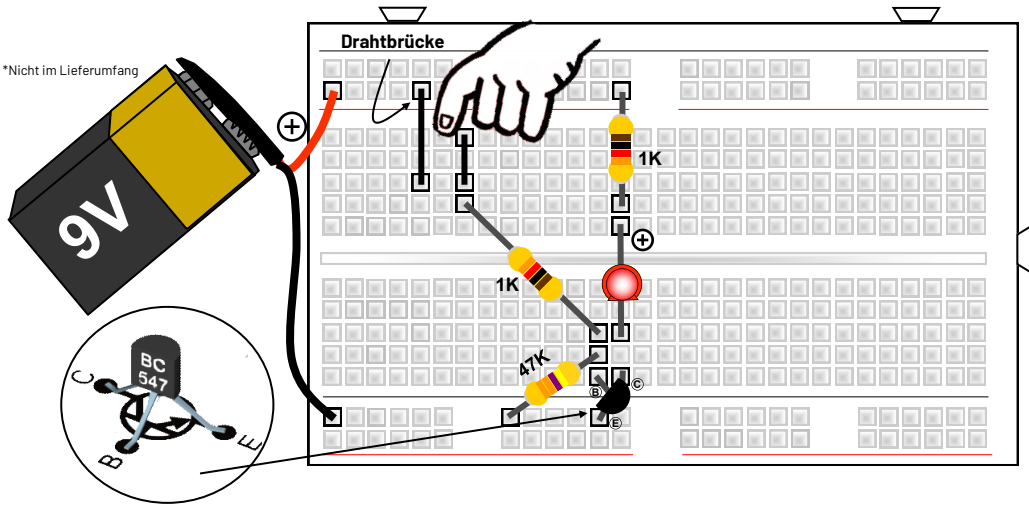 Drahtbrücke
*Nicht im Lieferumfang
+
9V
1K
+
1K
47K
BC
547
C
B
E
B
C
E